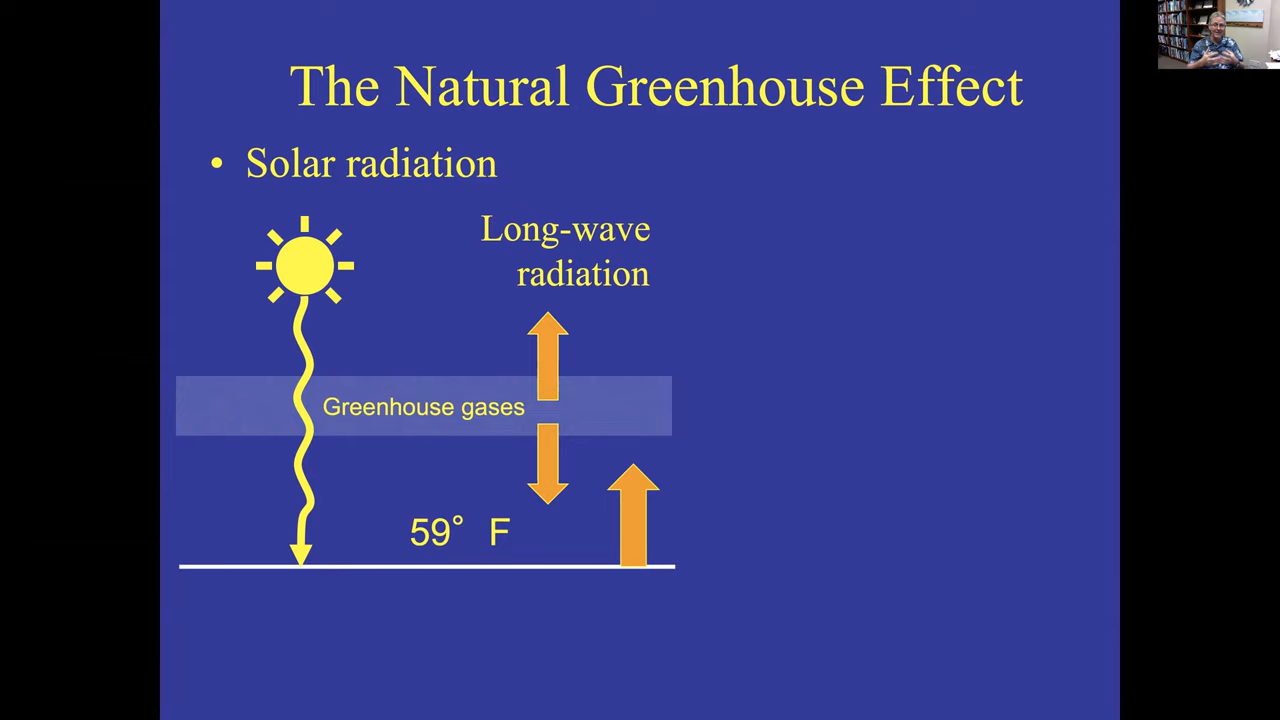 The Natural Greenhouse Effect
• Solar radiation
Long-wave
radiation
Greenhouse gases
59° F